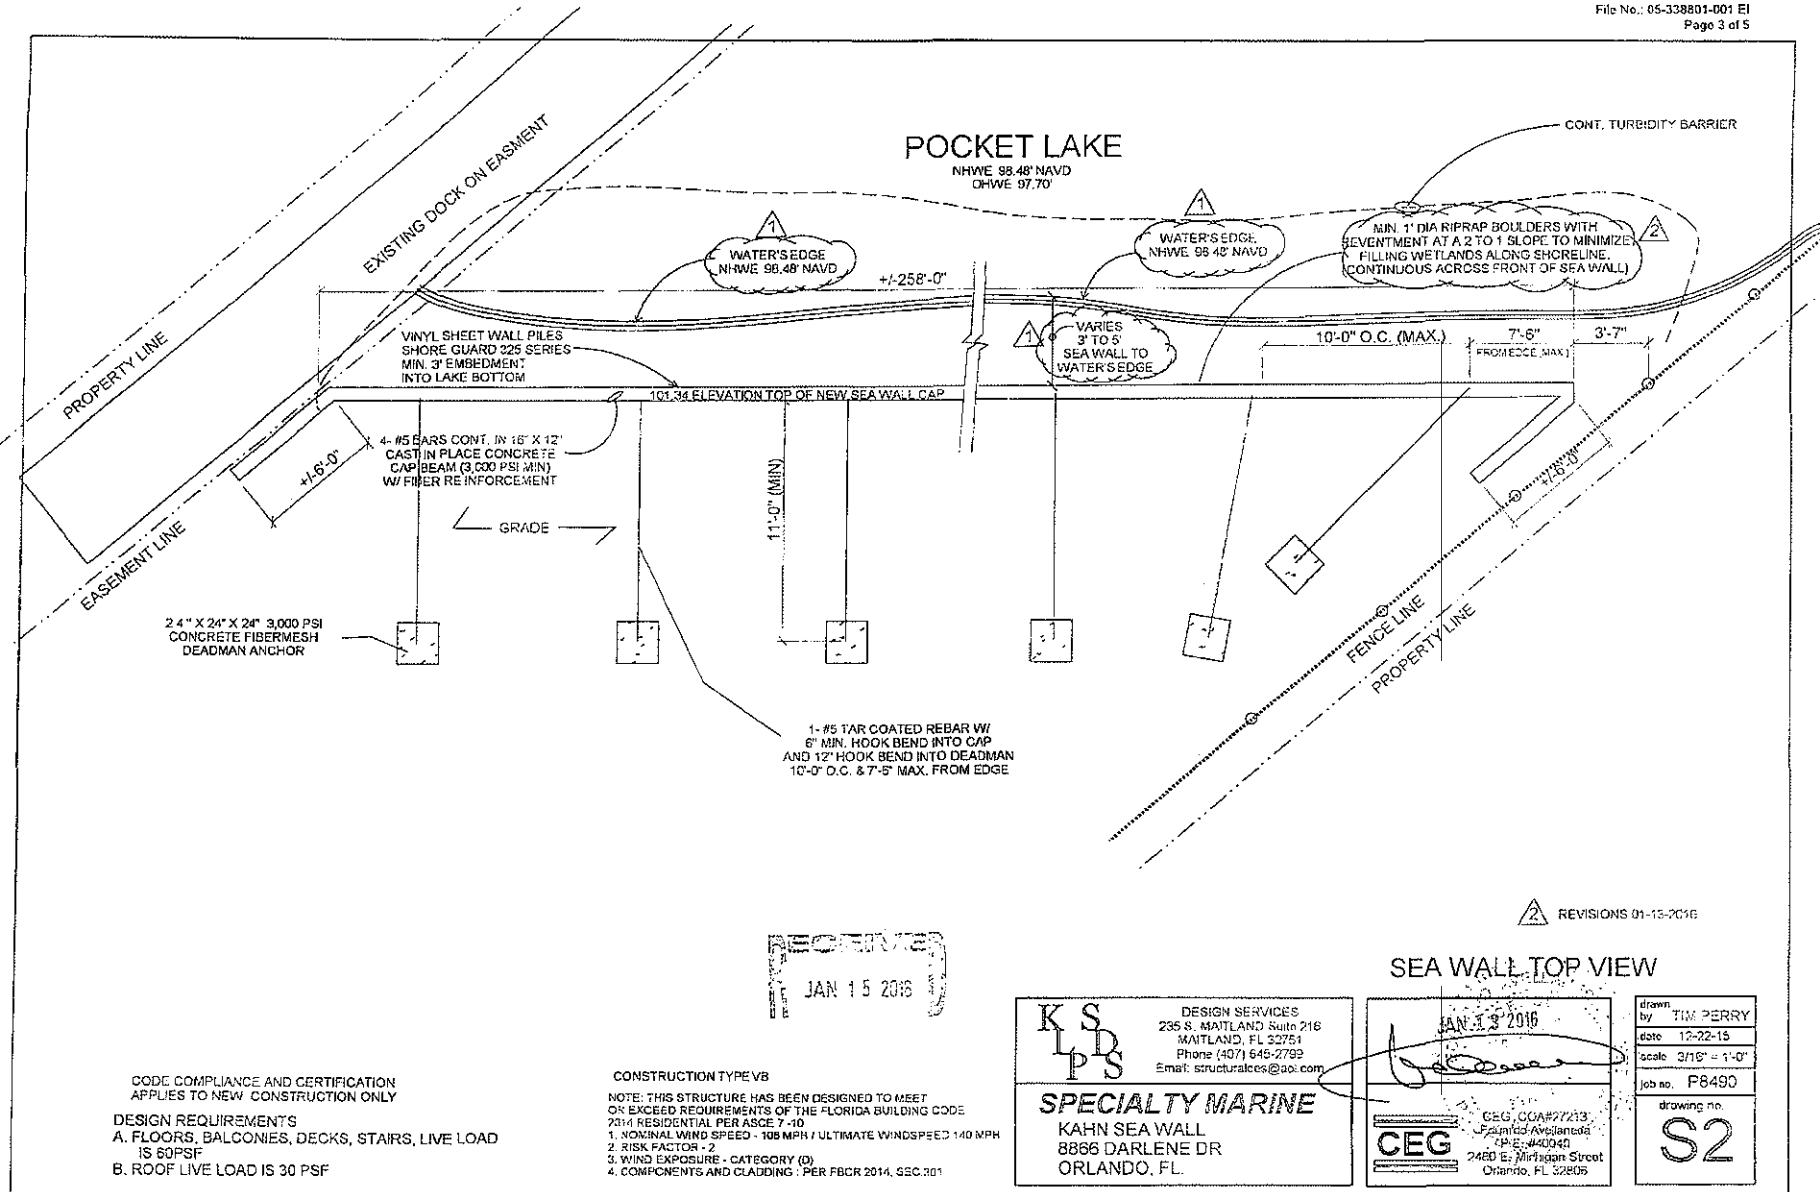 File No.: 05-338801-001 EI
Page 3 of 5
POCKET LAKE
NHWE 98.48' NAVD
OHWE 97.70'
CONT. TURBIDITY BARRIER
EXISTING DOCK ON EASMENT
PROPERTY LINE
EASEMENT LINE
1
WATER'S EDGE
NHWE 98.48' NAVD
1
WATER'S EDGE
NHWE 98.48' NAVD
MIN. 1' DIA RIPRAP BOULDERS WITH
REVENTMENT AT A 2 TO 1 SLOPE TO MINIMIZE
FILLING WETLANDS ALONG SHORELINE.
(CONTINUOUS ACROSS FRONT OF SEA WALL)
2
+/-258'-0"
VINYL SHEET WALL PILES
SHORE GUARD 325 SERIES
MIN. 3' EMBEDMENT
INTO LAKE BOTTOM
1
VARIES
3' TO 5'
SEA WALL TO
WATER'S EDGE
10'-0" O.C. (MAX.)
7'-6"
FROM EDGE (MAX.)
3'-7"
101.34 ELEVATION TOP OF NEW SEA WALL CAP
4- #5 BARS CONT. IN 16" X 12"
CAST IN PLACE CONCRETE
CAP BEAM (3,000 PSI MIN)
W/ FIBER REINFORCEMENT
+/-6'-0"
GRADE
11'-0" (MIN)
+/-6'-0"
24" X 24" X 24" 3,000 PSI
CONCRETE FIBERMESH
DEADMAN ANCHOR
FENCE LINE
PROPERTY LINE
1- #5 TAR COATED REBAR W/
6" MIN. HOOK BEND INTO CAP
AND 12" HOOK BEND INTO DEADMAN
10'-0" O.C. & 7'-6" MAX. FROM EDGE
2 REVISIONS 01-13-2016
SEA WALL TOP VIEW
RECEIVED
JAN 15 2016
CODE COMPLIANCE AND CERTIFICATION
APPLIES TO NEW CONSTRUCTION ONLY
DESIGN REQUIREMENTS
A. FLOORS, BALCONIES, DECKS, STAIRS, LIVE LOAD
IS 60PSF
B. ROOF LIVE LOAD IS 30 PSF
CONSTRUCTION TYPE VB
NOTE: THIS STRUCTURE HAS BEEN DESIGNED TO MEET
OR EXCEED REQUIREMENTS OF THE FLORIDA BUILDING CODE
2314 RESIDENTIAL PER ASCE 7 -10
1. NOMINAL WIND SPEED - 108 MPH / ULTIMATE WINDSPEED 140 MPH
2. RISK FACTOR - 2
3. WIND EXPOSURE - CATEGORY (D)
4. COMPONENTS AND CLADDING : PER FBCR 2014, SEC.301
KLPS SDS
DESIGN SERVICES
235 S. MAITLAND Suite 216
MAITLAND, FL 32751
Phone (407) 645-2799
Email: structuralces@aol.com
SPECIALTY MARINE
KAHN SEA WALL
8866 DARLENE DR
ORLANDO, FL.
JAN 13 2016
CEG
CEG COA#27213
Avellaneda
P.E. #40040
2460 E. Michigan Street
Orlando, FL 32806
drawn
by TIM PERRY
date 12-22-15
scale 3/16" = 1'-0"
job no. P8490
drawing no.
S2